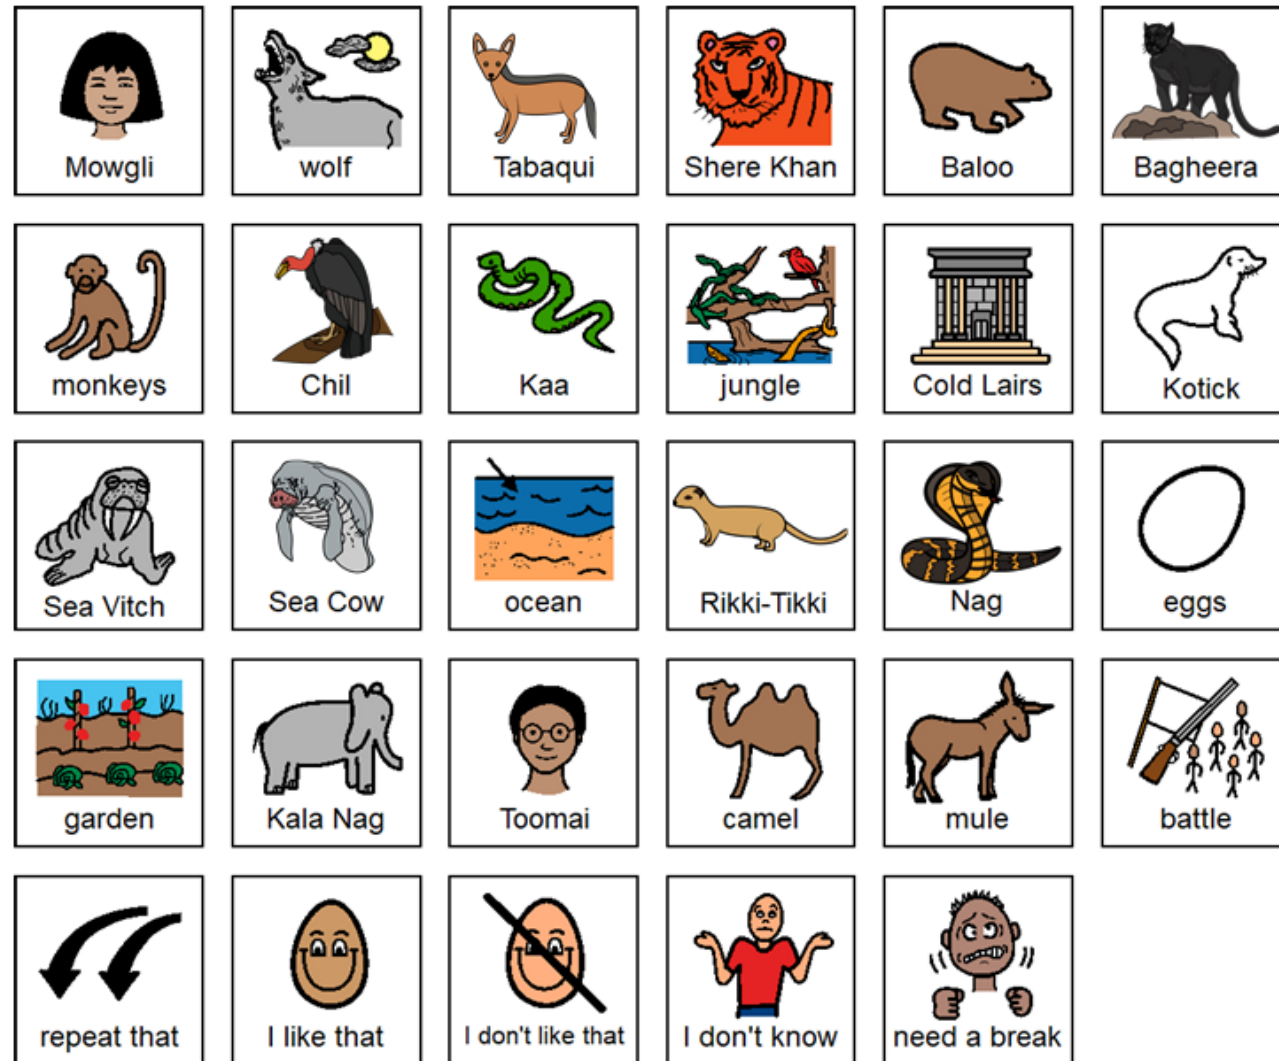 Mowgli
wolf
Tabaqui
Shere Khan
Baloo
Bagheera
monkeys
Chil
Kaa
jungle
Cold Lairs
Kotick
Sea Vitch
Sea Cow
ocean
Rikki-Tikki
Nag
eggs
garden
Kala Nag
Toomai
camel
mule
battle
repeat that
I like that
I don't like that
I don't know
need a break